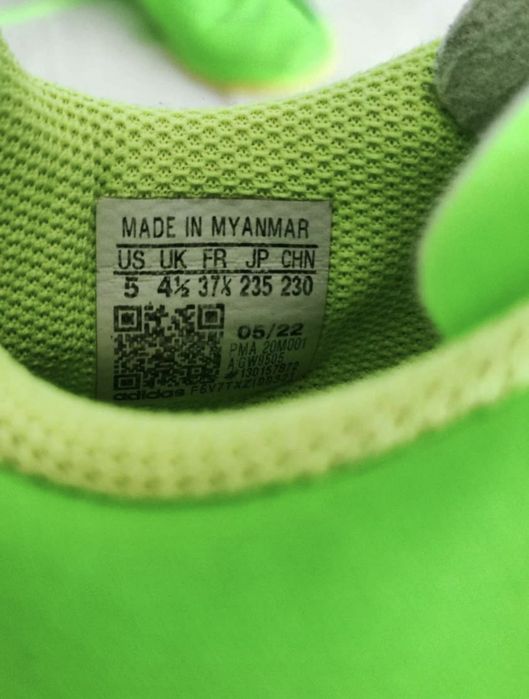 MADE IN MYANMAR
US UK FR JP CHN
5 4½ 37⅓ 235 230
05/22
PMA 20M001
adidas